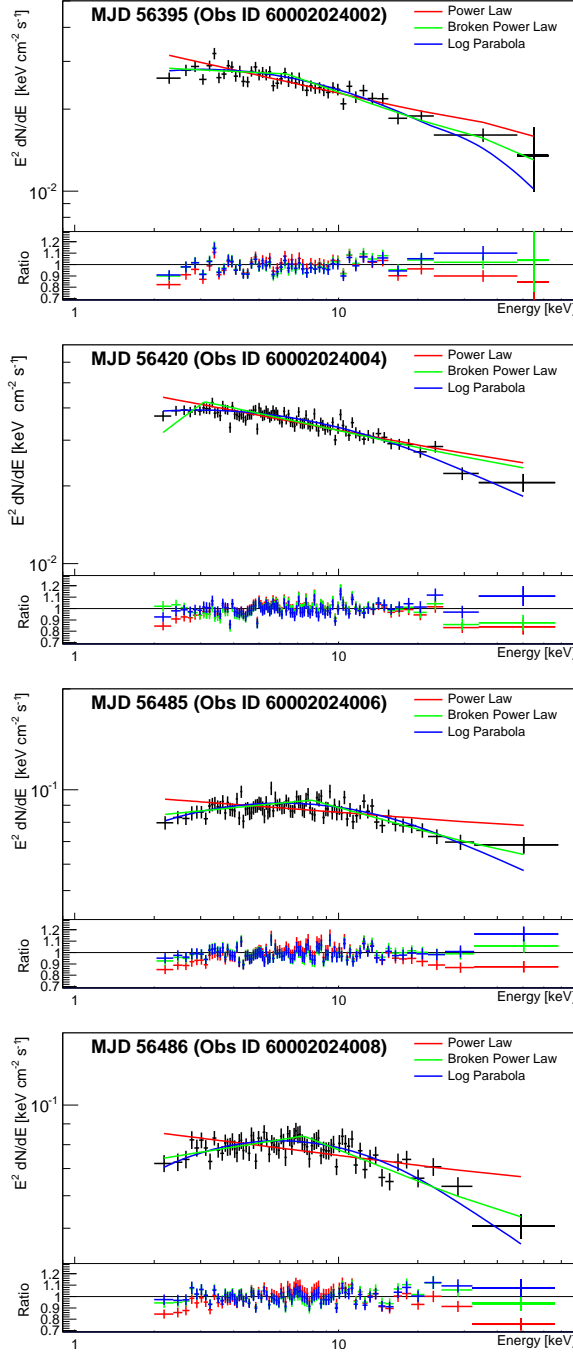 MJD 56395 (Obs ID 60002024002)
Power Law
Broken Power Law
Log Parabola
E² dN/dE [keV cm⁻² s⁻¹]
10⁻²
Ratio
1.2
1.1
1
0.9
0.8
0.7
1
10
Energy [keV]
MJD 56420 (Obs ID 60002024004)
Power Law
Broken Power Law
Log Parabola
E² dN/dE [keV cm⁻² s⁻¹]
10⁻²
Ratio
1.2
1.1
1
0.9
0.8
0.7
1
10
Energy [keV]
MJD 56485 (Obs ID 60002024006)
Power Law
Broken Power Law
Log Parabola
E² dN/dE [keV cm⁻² s⁻¹]
10⁻¹
Ratio
1.2
1.1
1
0.9
0.8
0.7
1
10
Energy [keV]
MJD 56486 (Obs ID 60002024008)
Power Law
Broken Power Law
Log Parabola
E² dN/dE [keV cm⁻² s⁻¹]
10⁻¹
Ratio
1.2
1.1
1
0.9
0.8
0.7
1
10
Energy [keV]